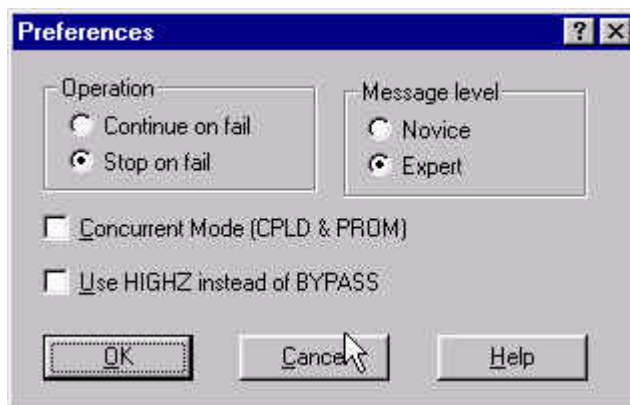 Preferences
Operation
Continue on fail
Stop on fail
Message level
Novice
Expert
Concurrent Mode (CPLD & PROM)
Use HIGHZ instead of BYPASS
OK
Cancel
Help